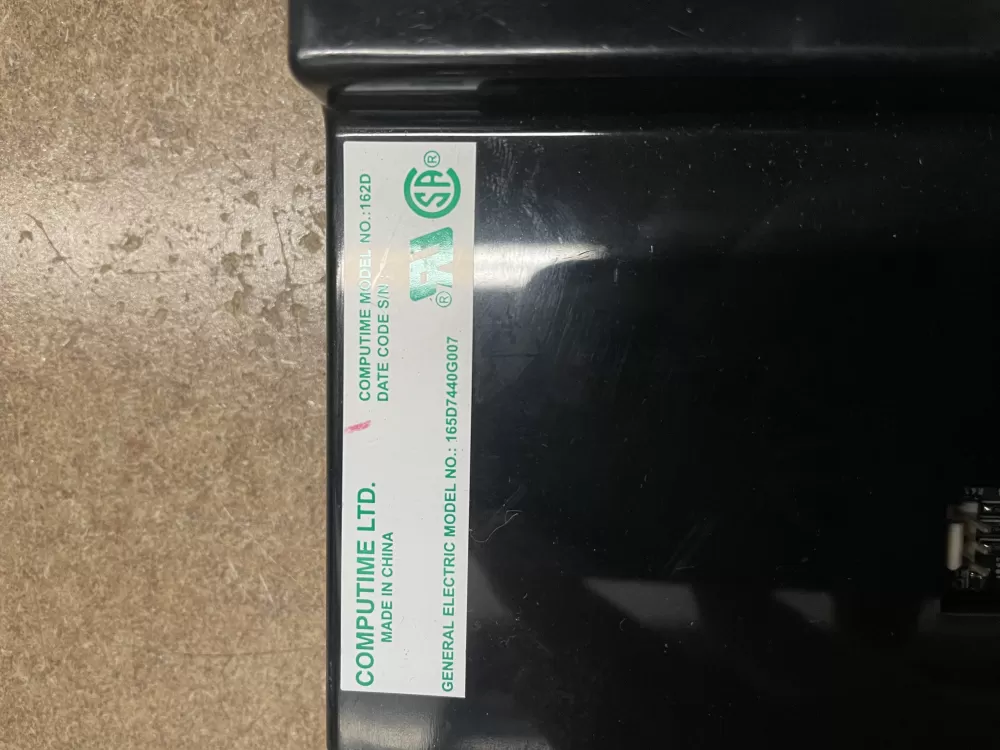 COMPUTIME LTD.
MADE IN CHINA
COMPUTIME MODEL NO.:162D
DATE CODE S/N
GENERAL ELECTRIC MODEL NO.: 165D7440G007